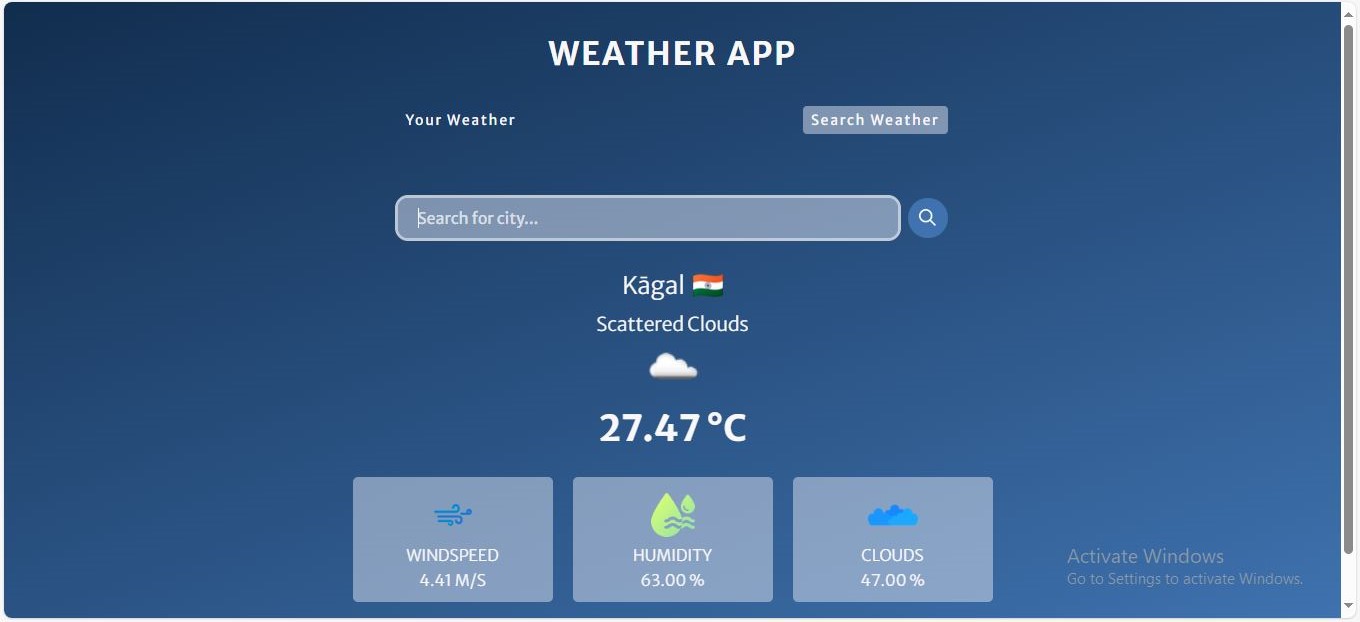 WEATHER APP
Your Weather
Search Weather
Search for city...
Kāgal
Scattered Clouds
27.47 °C
WINDSPEED
4.41 M/S
HUMIDITY
63.00 %
CLOUDS
47.00 %
Activate Windows
Go to Settings to activate Windows.